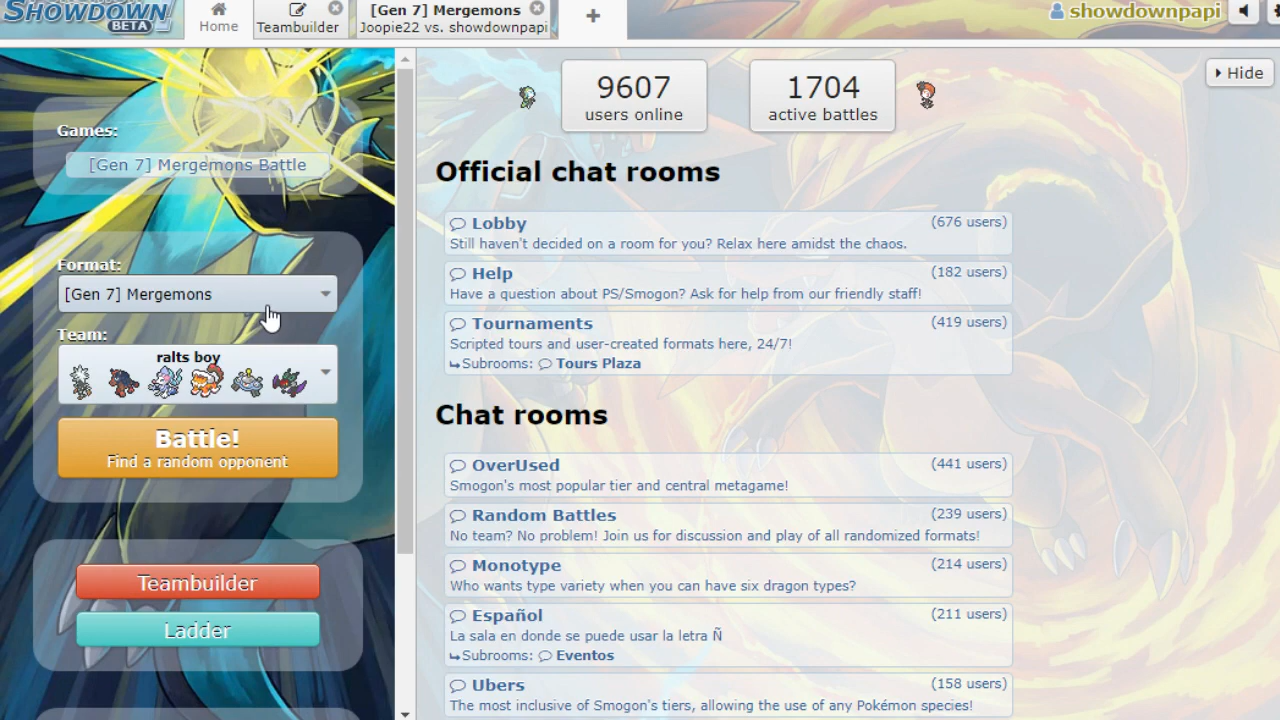 SHOWDOWN
BETA
Home
Teambuilder
[Gen 7] Mergemons
Joopie22 vs. showdownpapi
+
showdownpapi
Hide
Games:
[Gen 7] Mergemons Battle
Format:
[Gen 7] Mergemons
Team:
ralts boy
Battle!
Find a random opponent
Teambuilder
Ladder
9607
users online
1704
active battles
Official chat rooms
Lobby (676 users)
Still haven't decided on a room for you? Relax here amidst the chaos.
Help (182 users)
Have a question about PS/Smogon? Ask for help from our friendly staff!
Tournaments (419 users)
Scripted tours and user-created formats here, 24/7!
Subrooms: Tours Plaza
Chat rooms
OverUsed (441 users)
Smogon's most popular tier and central metagame!
Random Battles (239 users)
No team? No problem! Join us for discussion and play of all randomized formats!
Monotype (214 users)
Who wants type variety when you can have six dragon types?
Español (211 users)
La sala en donde se puede usar la letra Ñ
Subrooms: Eventos
Ubers (158 users)
The most inclusive of Smogon's tiers, allowing the use of any Pokémon species!